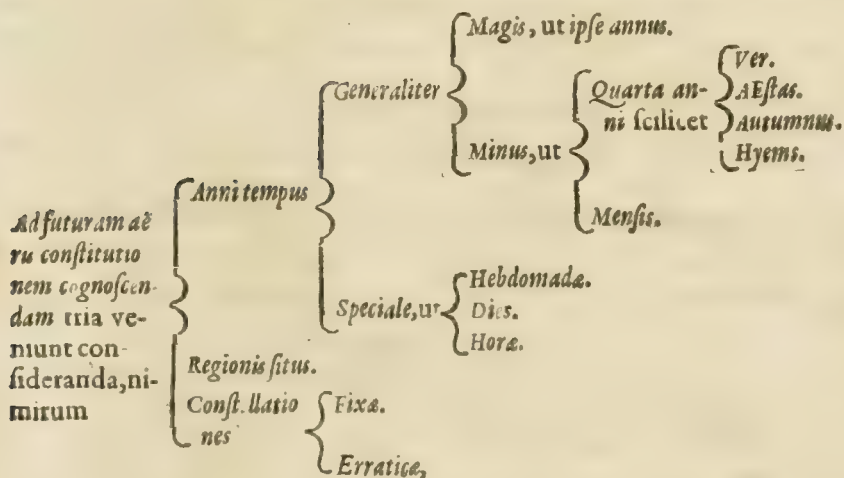 Ad futuram aë
ru constitutio
nem cognoscen-
dam tria ve-
niunt con-
sideranda, ni-
mirum
Anni tempus
Generaliter
Magis, ut ipse annus.
Minus, ut
Quarta an-
ni scilicet
Ver.
AEstas.
Autumnus.
Hyems.
Mensis.
Speciale, ut
Hebdomadæ.
Dies.
Horæ.
Regionis situs.
Const.llatio
nes
Fixæ.
Erraticæ,